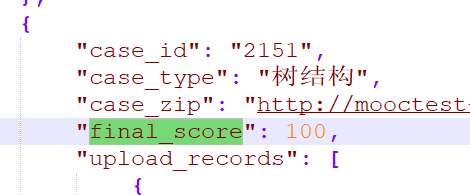 },
{
"case_id": "2151",
"case_type": "树结构",
"case_zip": "http://mooctest-
"final_score": 100,
"upload_records": [
{